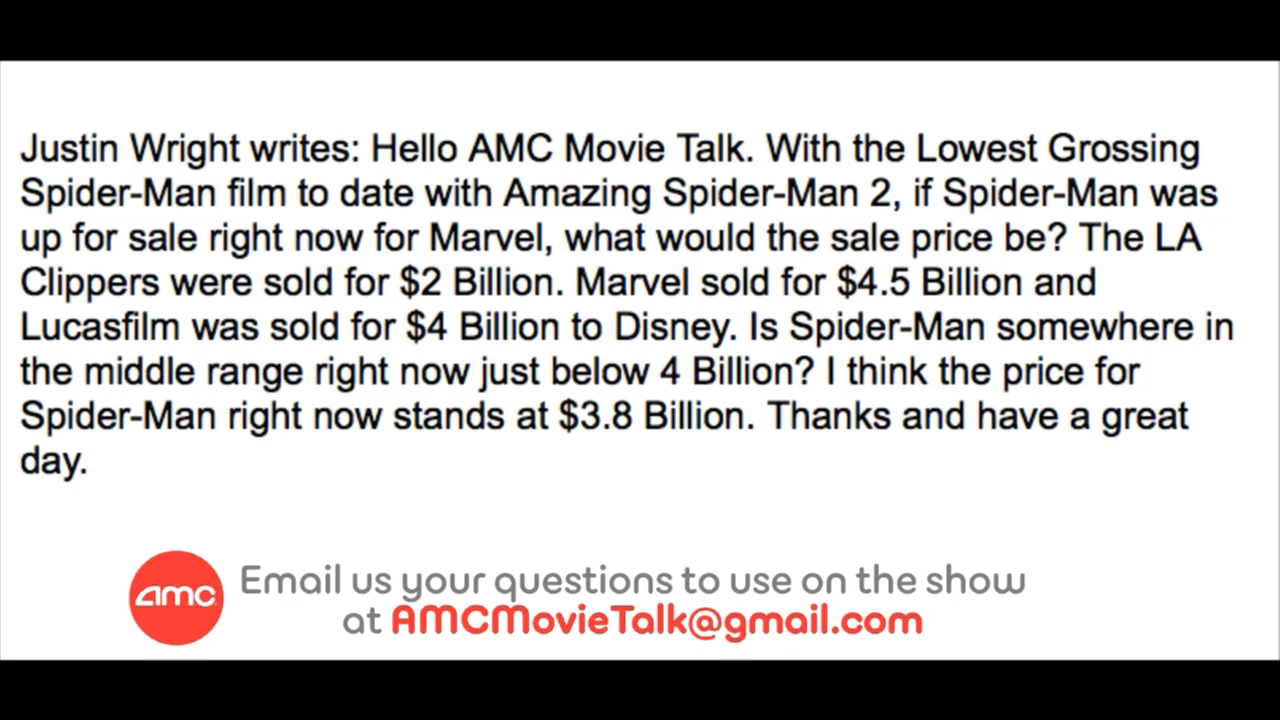 Justin Wright writes: Hello AMC Movie Talk. With the Lowest Grossing
Spider-Man film to date with Amazing Spider-Man 2, if Spider-Man was
up for sale right now for Marvel, what would the sale price be? The LA
Clippers were sold for $2 Billion. Marvel sold for $4.5 Billion and
Lucasfilm was sold for $4 Billion to Disney. Is Spider-Man somewhere in
the middle range right now just below 4 Billion? I think the price for
Spider-Man right now stands at $3.8 Billion. Thanks and have a great
day.
amc
Email us your questions to use on the show
at AMCMovieTalk@gmail.com